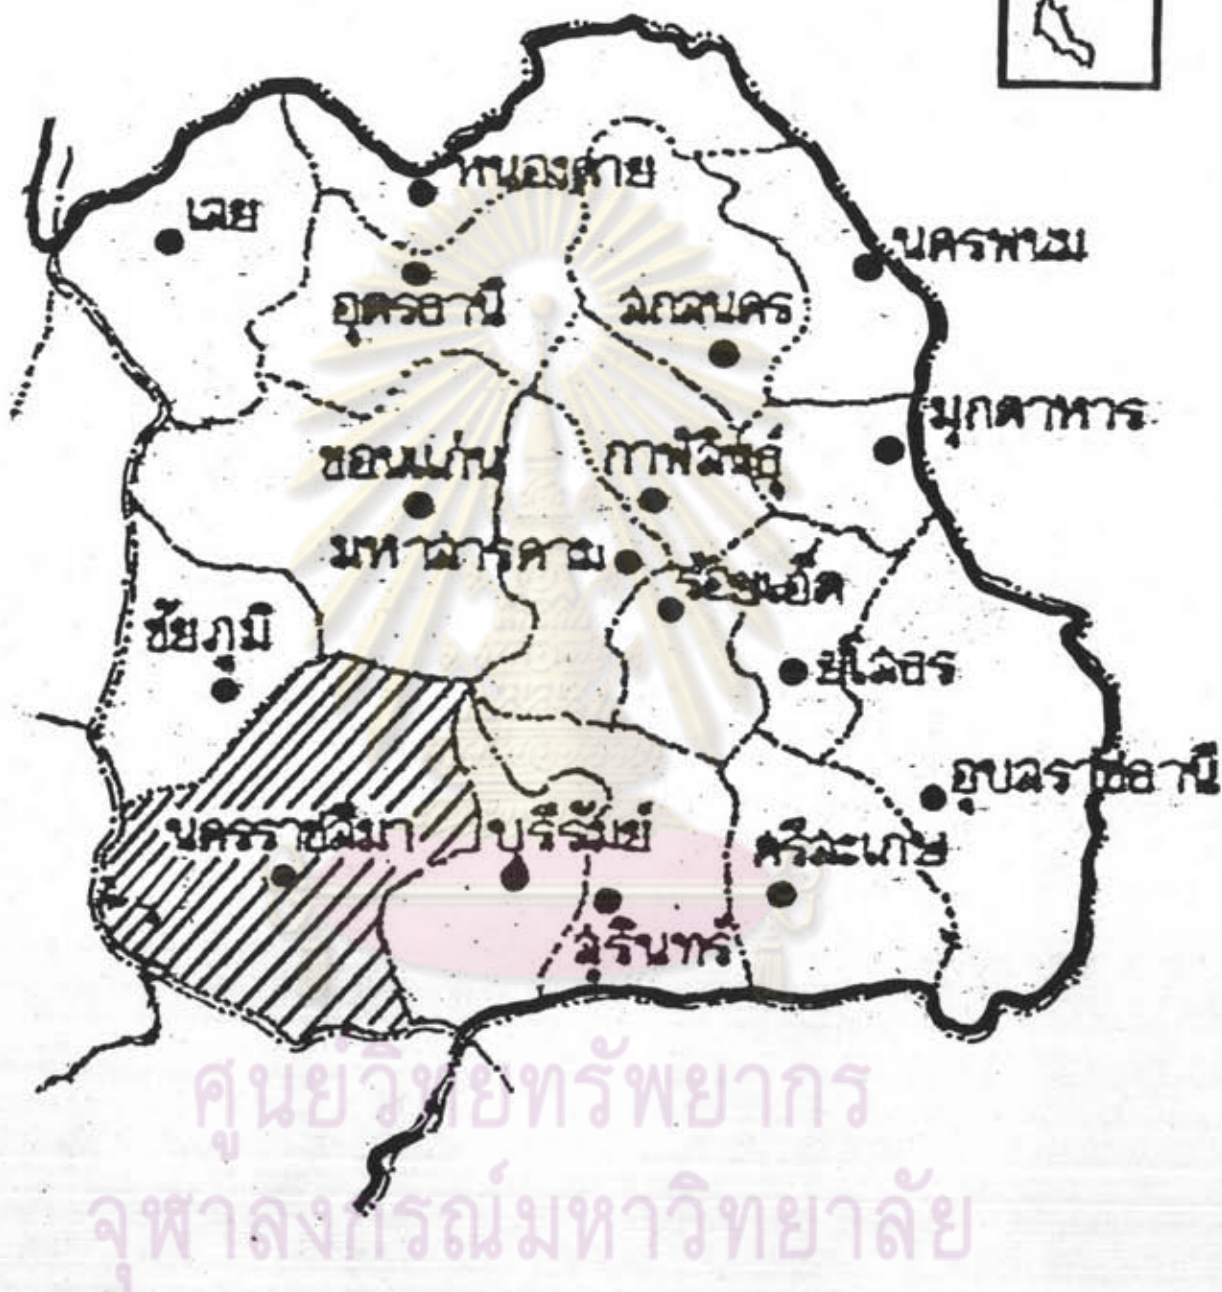 หนองคาย
เลย
นครพนม
อุดรธานี
สกลนคร
มุกดาหาร
ขอนแก่น
กาฬสินธุ์
มหาสารคาม
ร้อยเอ็ด
ชัยภูมิ
ยโสธร
อุบลราชธานี
นครราชสีมา
บุรีรัมย์
ศรีสะเกษ
สุรินทร์
ศูนย์วิทยทรัพยากร
จุฬาลงกรณ์มหาวิทยาลัย